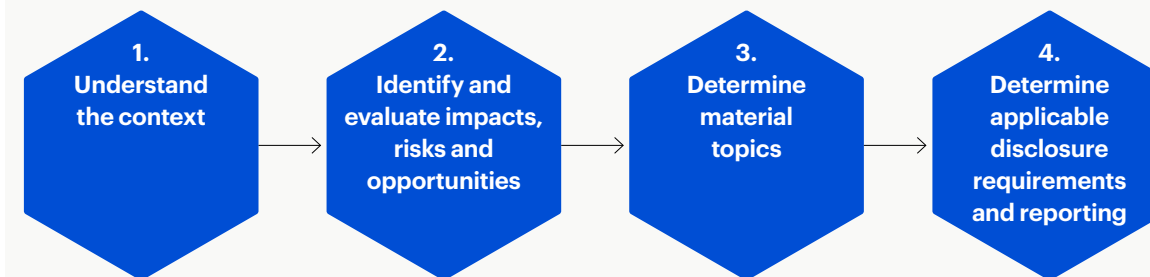 1.
Understand
the context
2.
Identify and
evaluate impacts,
risks and
opportunities
3.
Determine
material
topics
4.
Determine
applicable
disclosure
requirements
and reporting